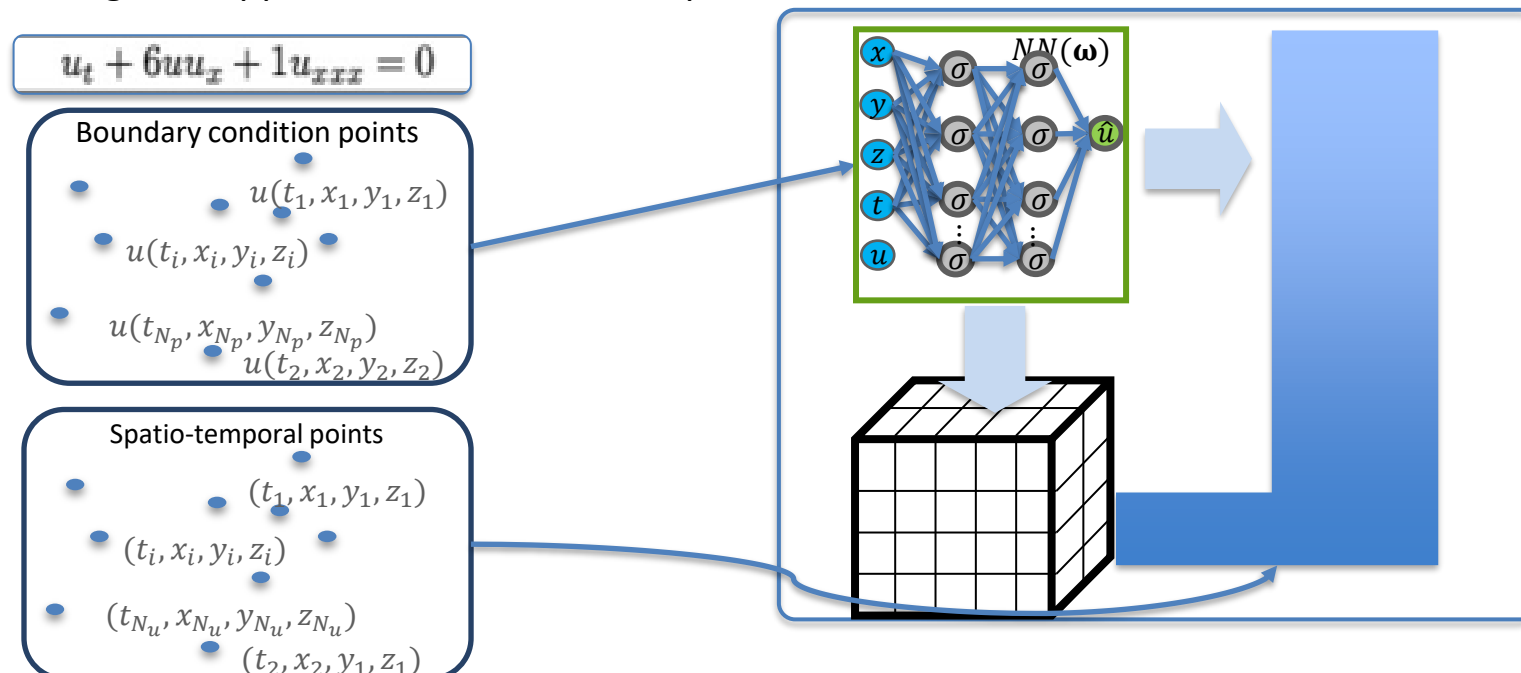 u_t + 6uu_x + 1u_{xxx} = 0
Boundary condition points
u(t_1, x_1, y_1, z_1)
u(t_i, x_i, y_i, z_i)
u(t_{N_p}, x_{N_p}, y_{N_p}, z_{N_p})
u(t_2, x_2, y_2, z_2)
Spatio-temporal points
(t_1, x_1, y_1, z_1)
(t_i, x_i, y_i, z_i)
(t_{N_u}, x_{N_u}, y_{N_u}, z_{N_u})
(t_2, x_2, y_1, z_1)
NN(ω)
x σ σ
y σ σ û
z
t σ σ
⋮ ⋮
u σ σ